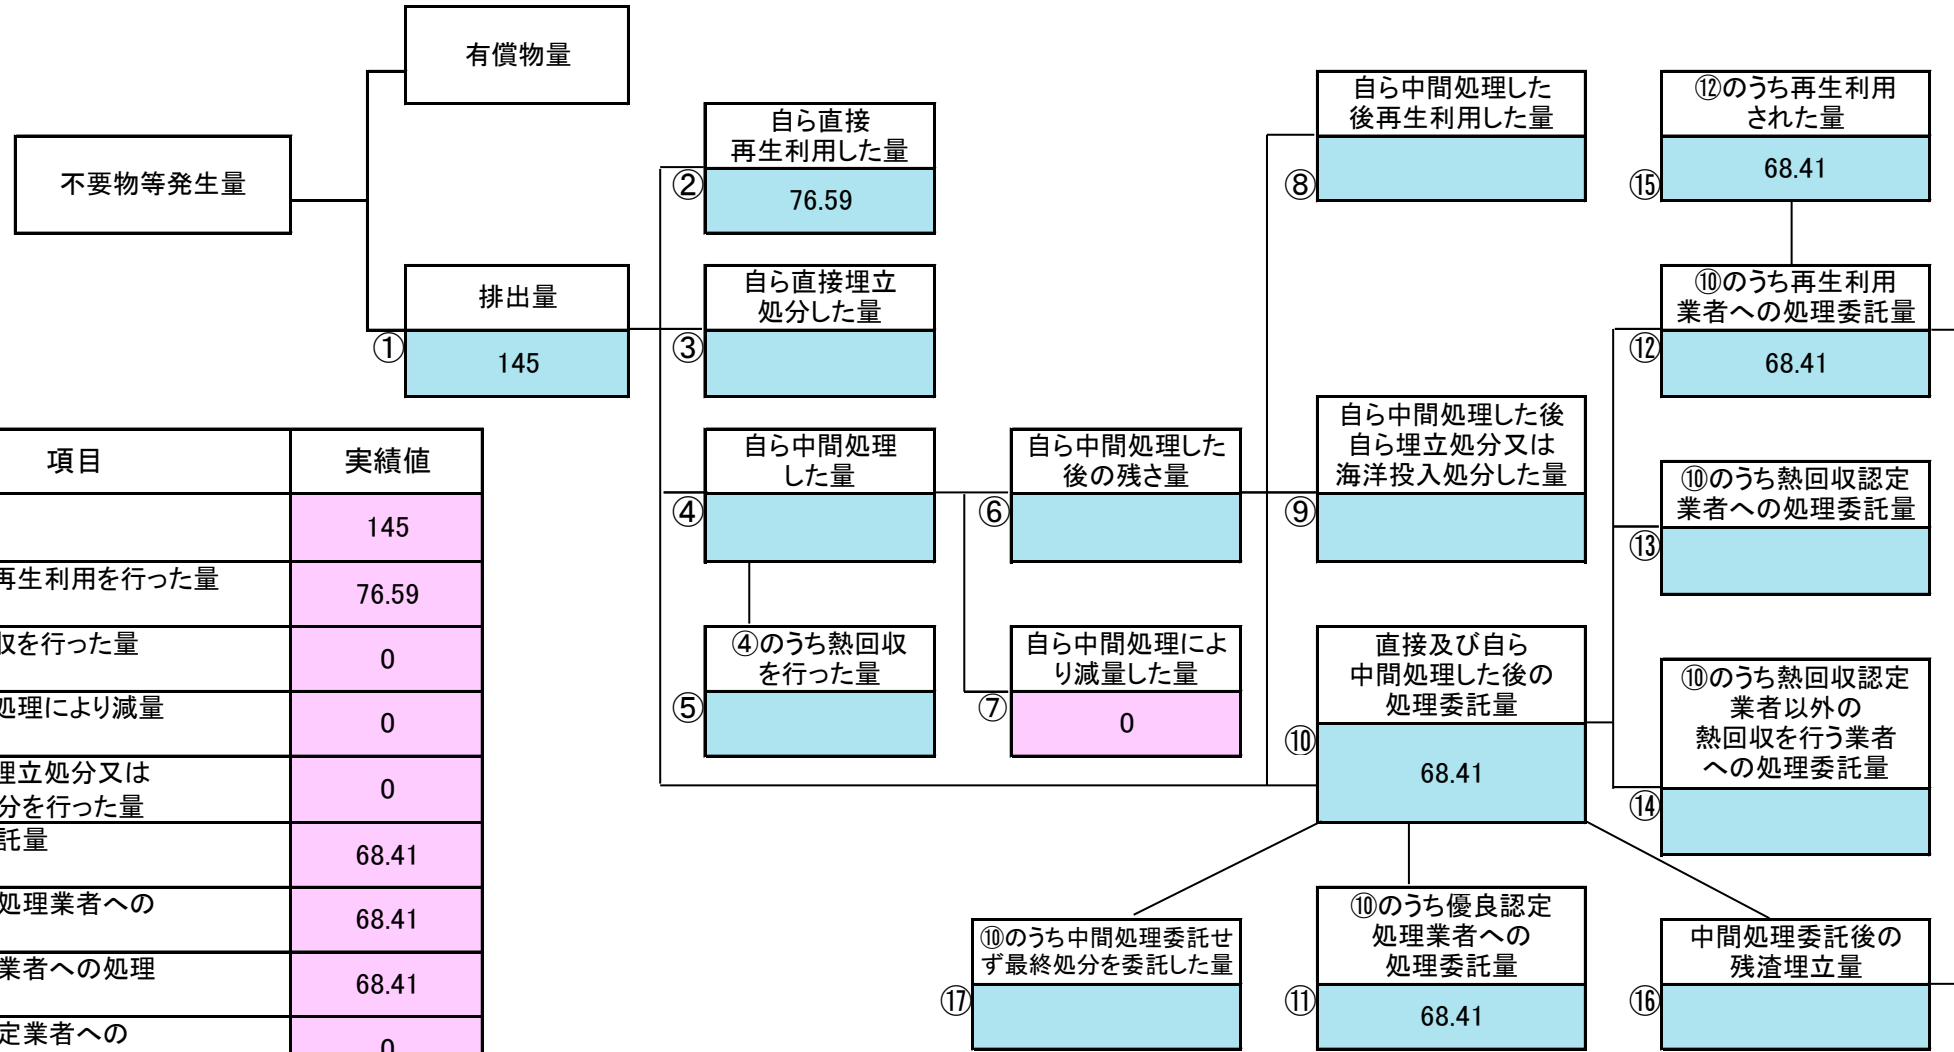 有償物量
不要物等発生量
排出量
①
145
自ら直接
再生利用した量
②
76.59
自ら直接埋立
処分した量
③
自ら中間処理
した量
④
④のうち熱回収
を行った量
⑤
自ら中間処理した
後の残さ量
⑥
自ら中間処理によ
り減量した量
⑦
0
自ら中間処理した
後再生利用した量
⑧
自ら中間処理した後
自ら埋立処分又は
海洋投入処分した量
⑨
直接及び自ら
中間処理した後の
処理委託量
⑩
68.41
⑩のうち優良認定
処理業者への
処理委託量
⑪
68.41
⑫のうち再生利用
された量
⑮
68.41
⑩のうち再生利用
業者への処理委託量
⑫
68.41
⑩のうち熱回収認定
業者への処理委託量
⑬
⑩のうち熱回収認定
業者以外の
熱回収を行う業者
への処理委託量
⑭
⑩のうち中間処理委託せ
ず最終処分を委託した量
⑰
中間処理委託後の
残渣埋立量
⑯
項目 実績値
145
再生利用を行った量
76.59
収を行った量
0
処理により減量
0
埋立処分又は
分を行った量
0
託量
68.41
処理業者への
68.41
業者への処理
68.41
定業者への
0